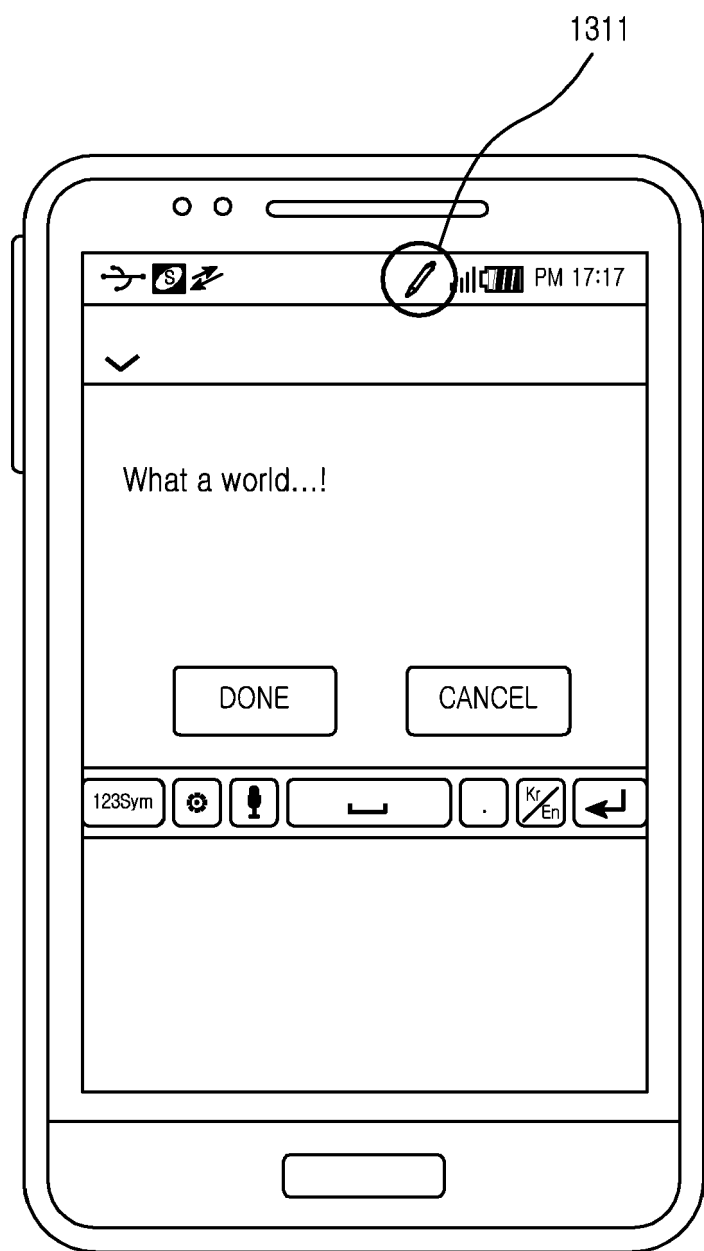 1311
S PM 17:17
What a world...!
DONE CANCEL
123Sym . Kr/En